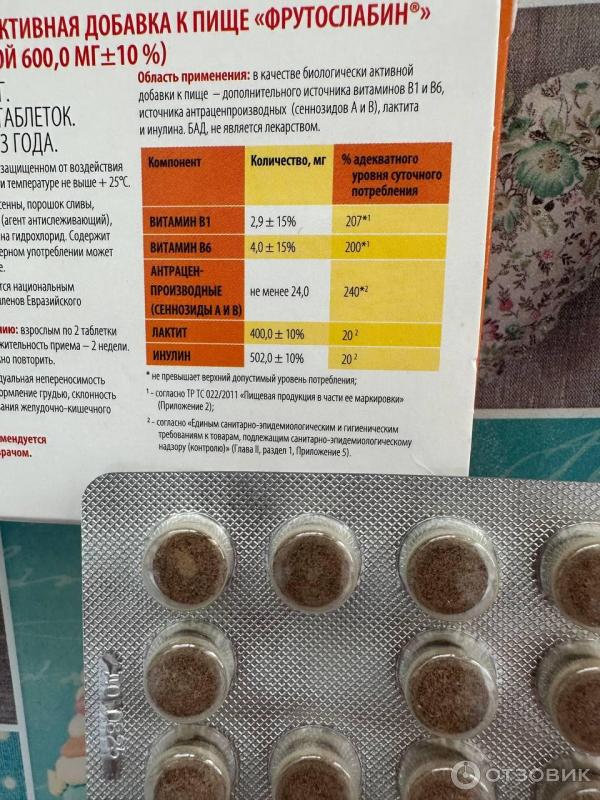 КТИВНАЯ ДОБАВКА К ПИЩЕ «ФРУТОСЛАБИН®»
ОЙ 600,0 МГ±10 %)
Г.
ТАБЛЕТОК.
3 ГОДА.
защищенном от воздействия
и температуре не выше + 25°C.
сенны, порошок сливы,
(агент антислеживающий),
на гидрохлорид. Содержит
ерном употреблении может
е.
тся национальным
членов Евразийского
нию: взрослым по 2 таблетки
жительность приема – 2 недели.
но повторить.
дуальная непереносимость
ормление грудью, склонность
вания желудочно-кишечного
мендуется
рачом.
Область применения: в качестве биологически активной
добавки к пище – дополнительного источника витаминов В1 и В6,
источника антраценпроизводных (сеннозидов А и В), лактита
и инулина. БАД, не является лекарством.
Компонент Количество, мг % адекватного уровня суточного потребления
ВИТАМИН В1 2,9 ± 15% 207*¹
ВИТАМИН В6 4,0 ± 15% 200*¹
АНТРАЦЕН-
ПРОИЗВОДНЫЕ не менее 24,0 240*²
(СЕННОЗИДЫ А И В)
ЛАКТИТ 400,0 ± 10% 20 ²
ИНУЛИН 502,0 ± 10% 20 ²
* не превышает верхний допустимый уровень потребления;
¹ - согласно ТР ТС 022/2011 «Пищевая продукция в части ее маркировки»
(Приложение 2);
² - согласно «Единым санитарно-эпидемиологическим и гигиеническим
требованиям к товарам, подлежащим санитарно-эпидемиологическому
надзору (контролю)» (Глава II, раздел 1, Приложение 5).
ОТЗОВИК